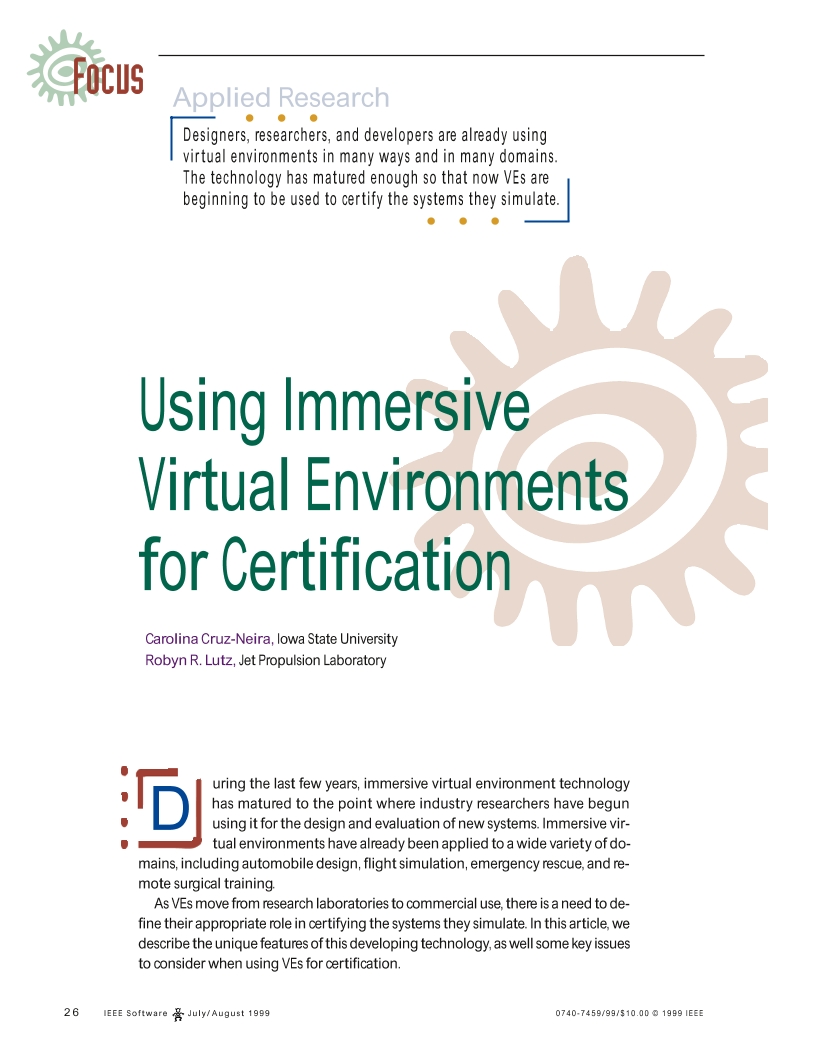 Focus
Applied Research
Designers, researchers, and developers are already using
virtual environments in many ways and in many domains.
The technology has matured enough so that now VEs are
beginning to be used to certify the systems they simulate.
Using Immersive
Virtual Environments
for Certification
Carolina Cruz-Neira, Iowa State University
Robyn R. Lutz, Jet Propulsion Laboratory
During the last few years, immersive virtual environment technology
has matured to the point where industry researchers have begun
using it for the design and evaluation of new systems. Immersive vir-
tual environments have already been applied to a wide variety of do-
mains, including automobile design, flight simulation, emergency rescue, and re-
mote surgical training.
As VEs move from research laboratories to commercial use, there is a need to de-
fine their appropriate role in certifying the systems they simulate. In this article, we
describe the unique features of this developing technology, as well some key issues
to consider when using VEs for certification.
26 IEEE Software July/August 1999 0740-7459/99/$10.00 © 1999 IEEE